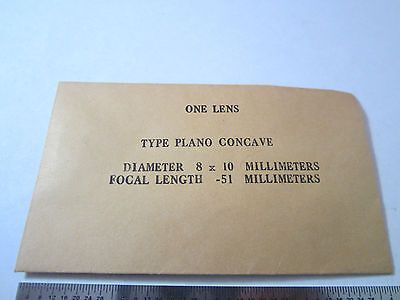 ONE LENS
TYPE PLANO CONCAVE
DIAMETER 8 x 10 MILLIMETERS
FOCAL LENGTH -51 MILLIMETERS